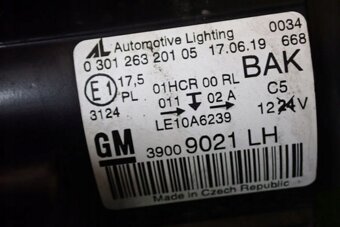 AL Automotive Lighting 0034
0 301 263 201 05 17.06.19 668
E1 17,5 01HCR 00 RL BAK
PL 011 02 A C5
3124 LE10A6239 12 24V
GM 3900 9021 LH
Made in Czech Republic